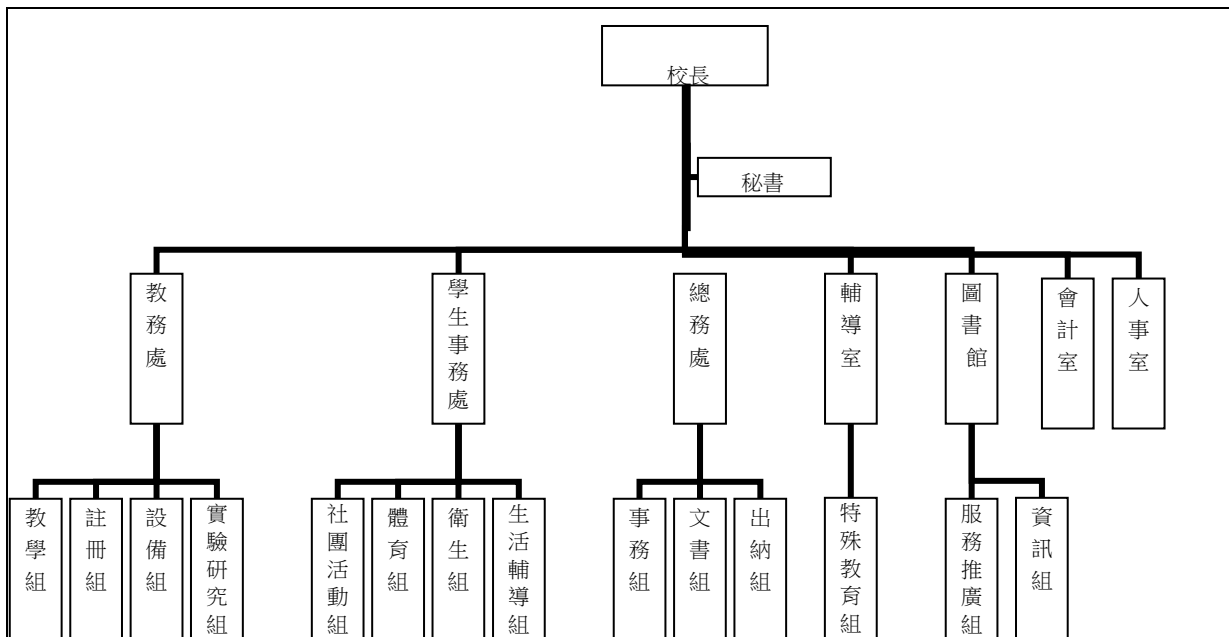 校長
秘書
教務處
學生事務處
總務處
輔導室
圖書館
會計室
人事室
教學組
註冊組
設備組
實驗研究組
社團活動組
體育組
衛生組
生活輔導組
事務組
文書組
出納組
特殊教育組
服務推廣組
資訊組